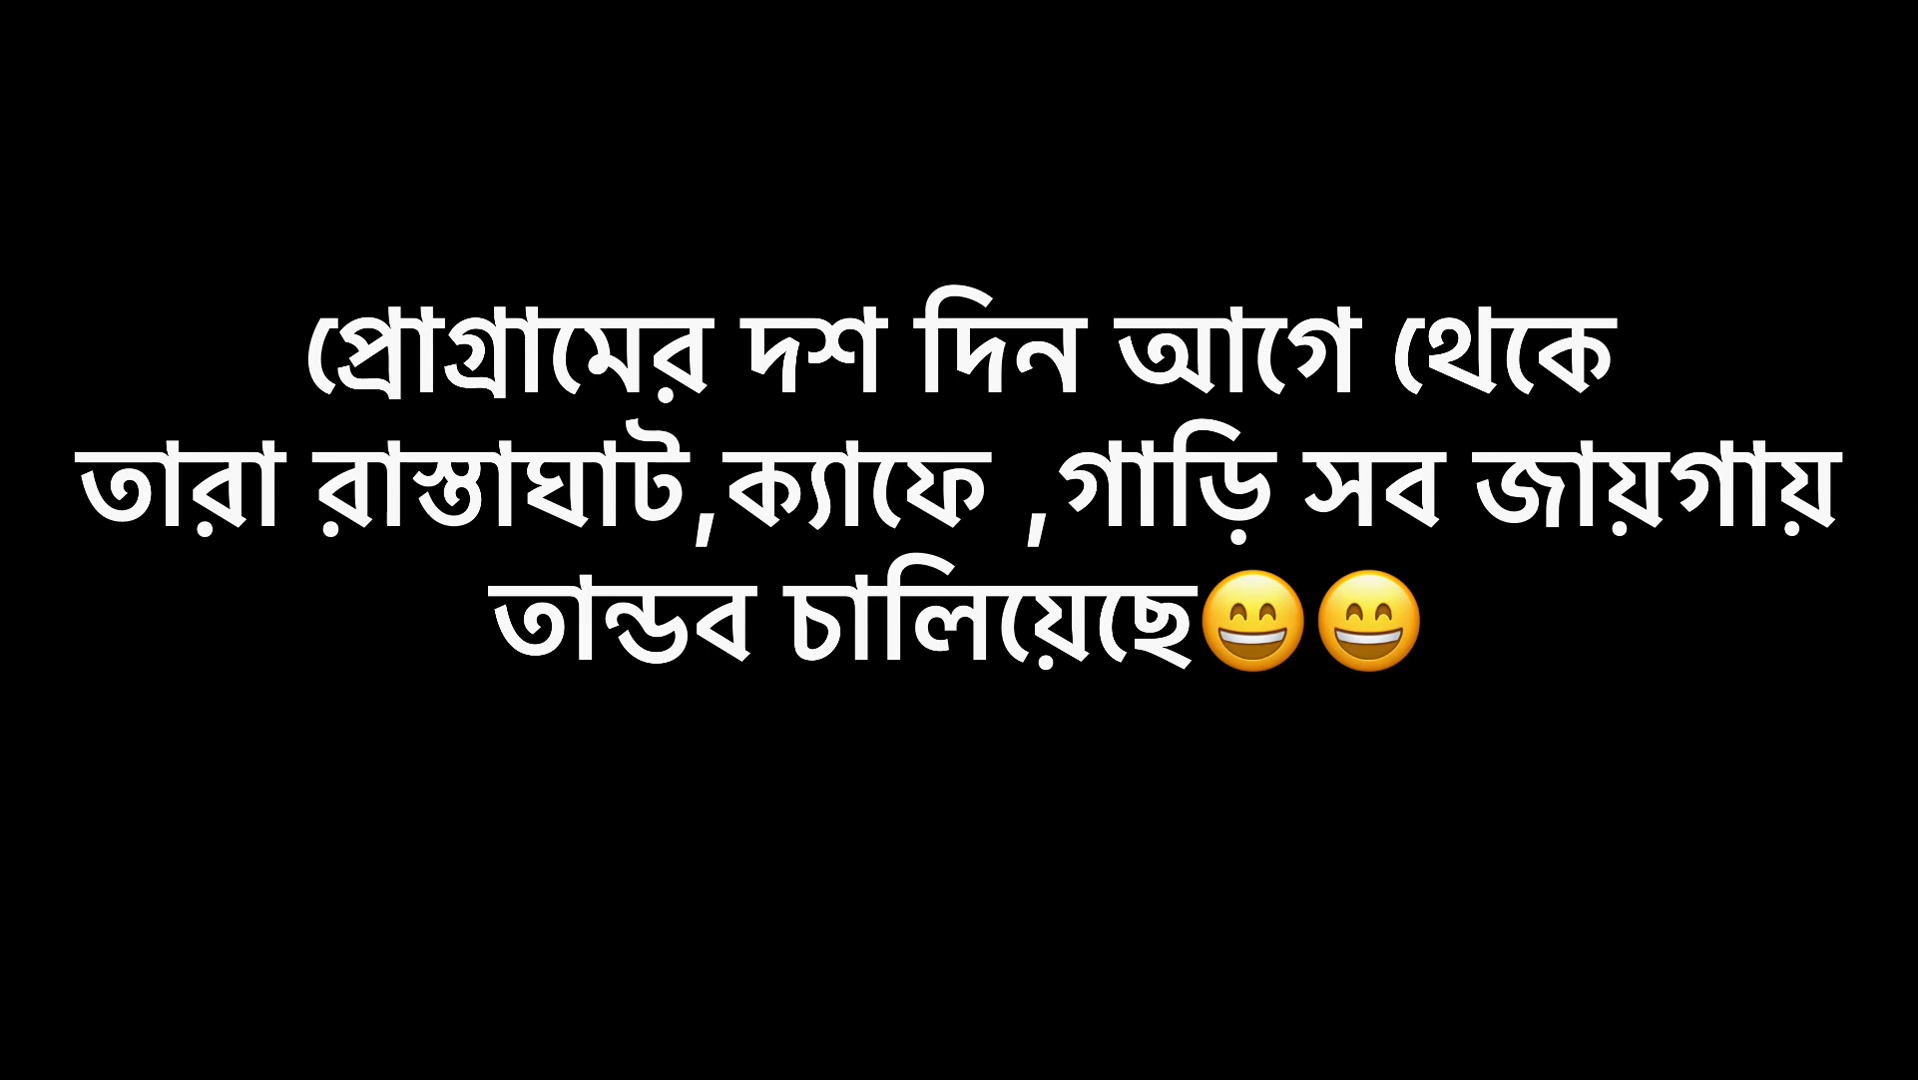 প্রোগ্রামের দশ দিন আগে থেকে
তারা রাস্তাঘাট,ক্যাফে ,গাড়ি সব জায়গায়
তান্ডব চালিয়েছে😄😄